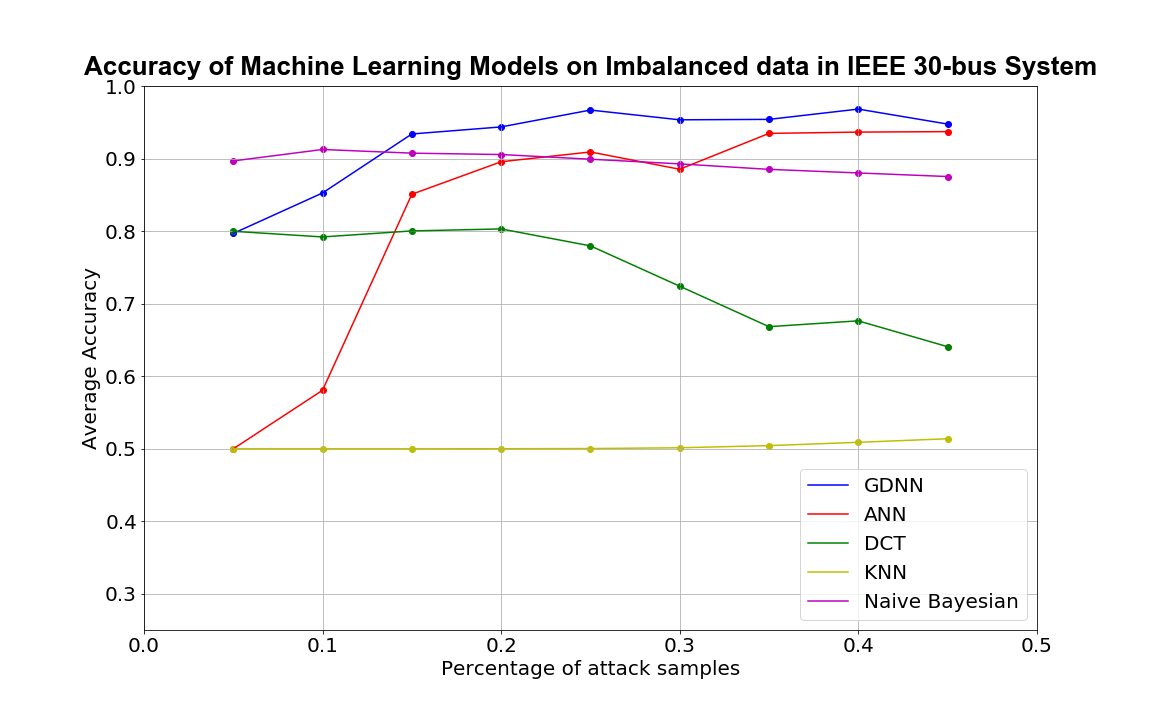 Accuracy of Machine Learning Models on Imbalanced data in IEEE 30-bus System
1.0
0.9
0.8
0.7
0.6
0.5
0.4
0.3
Average Accuracy
GDNN
ANN
DCT
KNN
Naive Bayesian
0.0 0.1 0.2 0.3 0.4 0.5
Percentage of attack samples